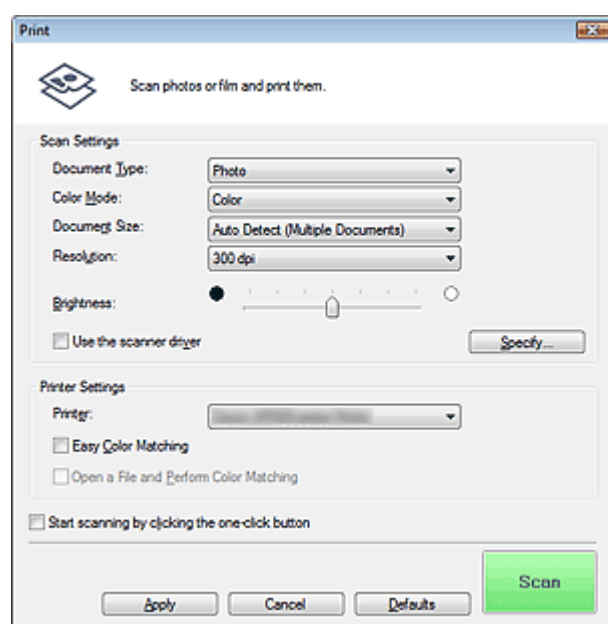 Print
Scan photos or film and print them.
Scan Settings
Document Type: Photo
Color Mode: Color
Document Size: Auto Detect (Multiple Documents)
Resolution: 300 dpi
Brightness:
Use the scanner driver Specify...
Printer Settings
Printer:
Easy Color Matching
Open a File and Perform Color Matching
Start scanning by clicking the one-click button
Scan
Apply Cancel Defaults